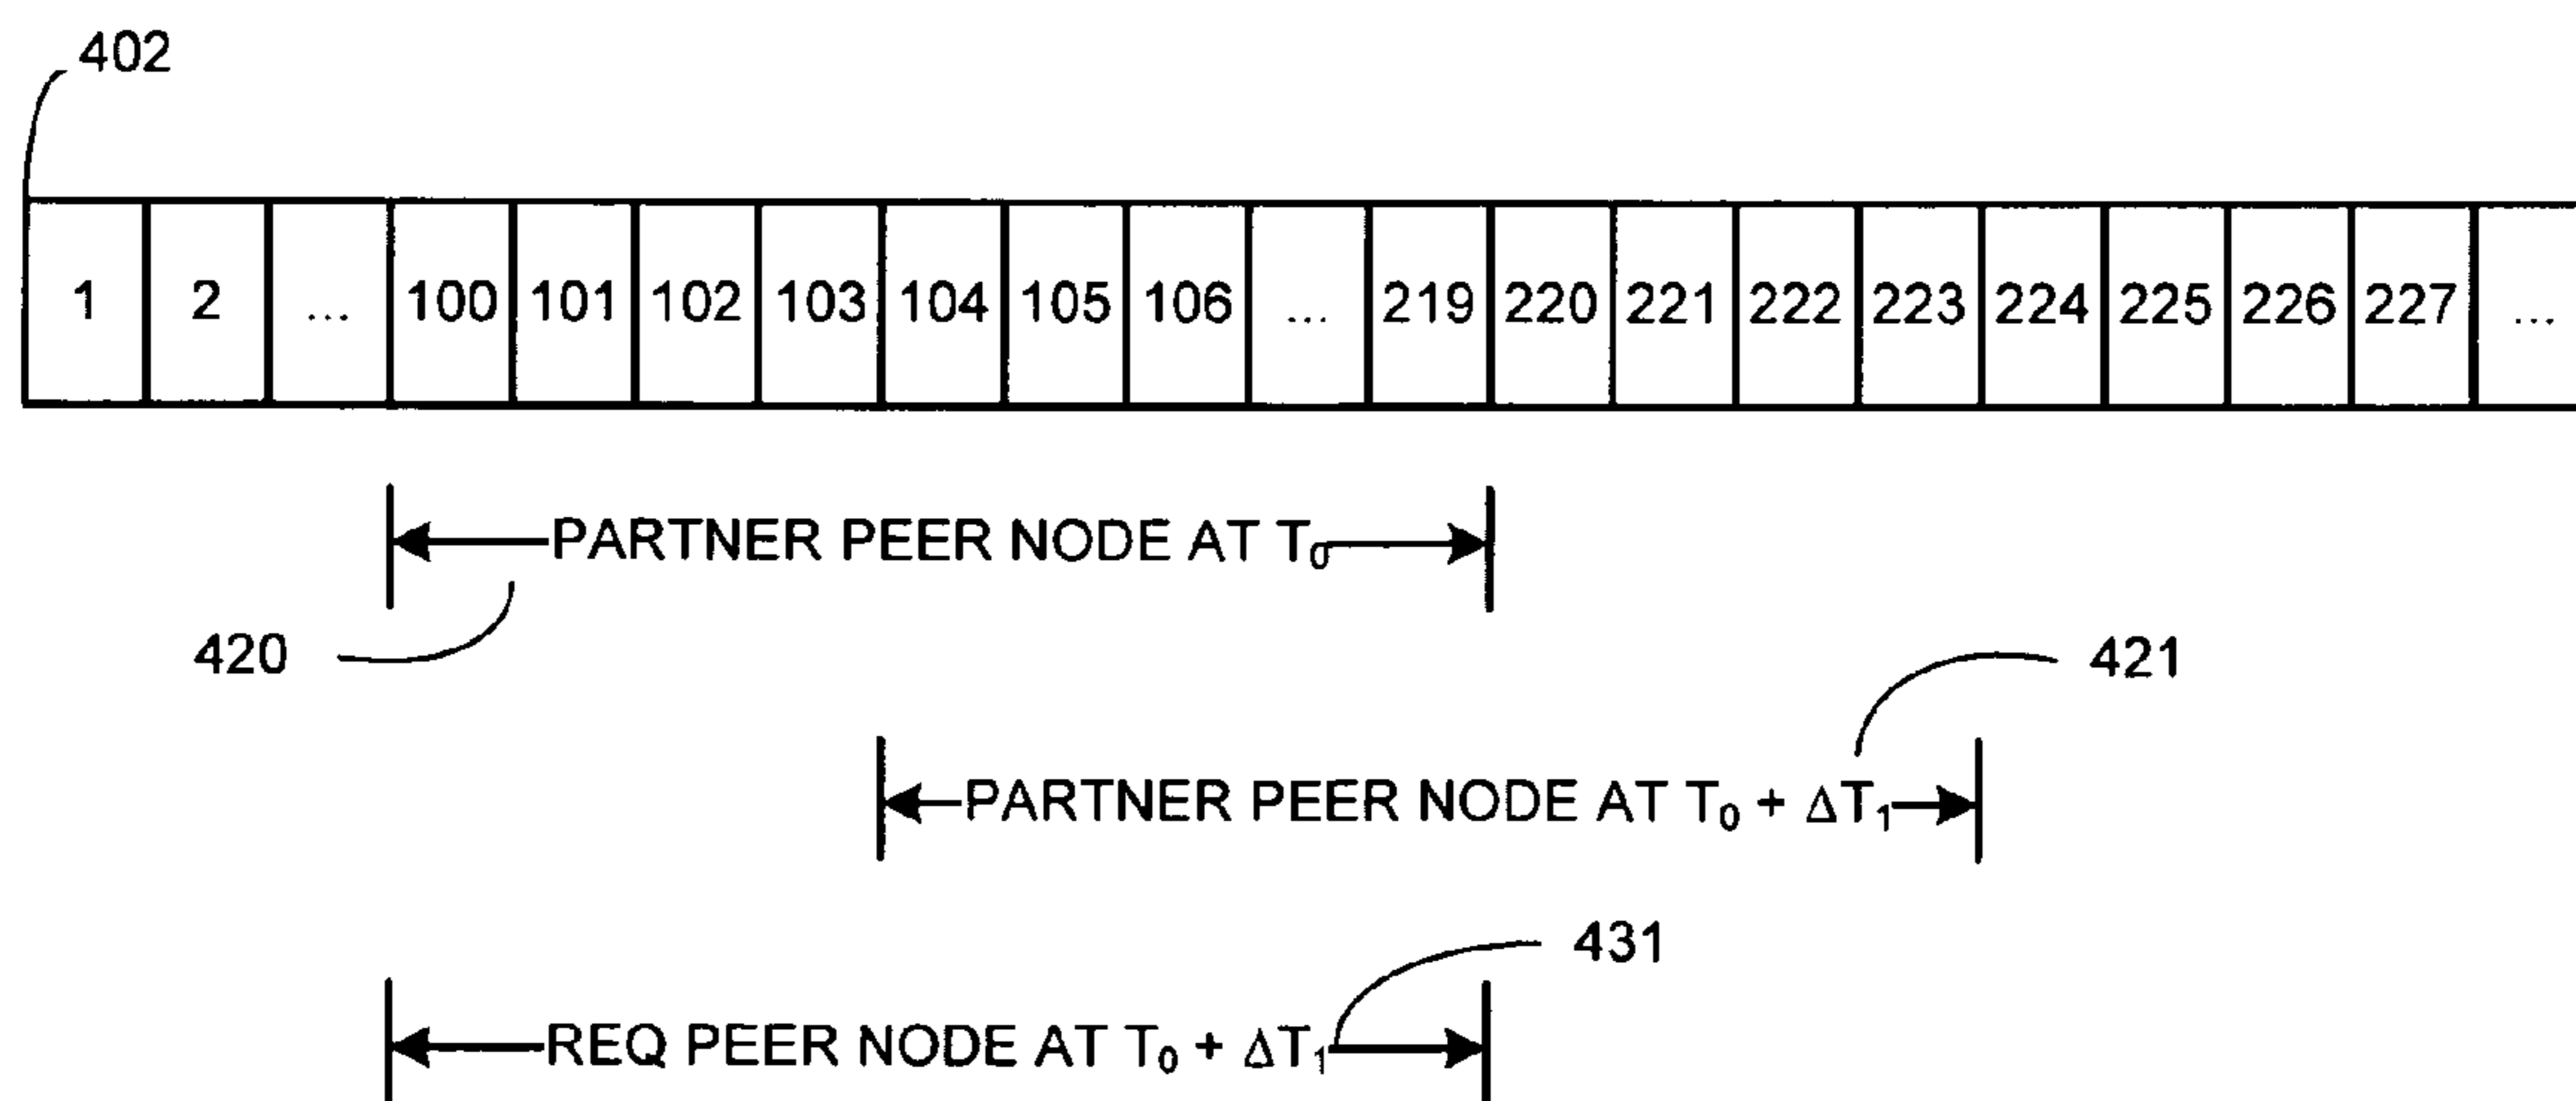 402
1 2 ... 100 101 102 103 104 105 106 ... 219 220 221 222 223 224 225 226 227 ...
PARTNER PEER NODE AT T₀
420
421
PARTNER PEER NODE AT T₀ + ΔT₁
431
REQ PEER NODE AT T₀ + ΔT₁